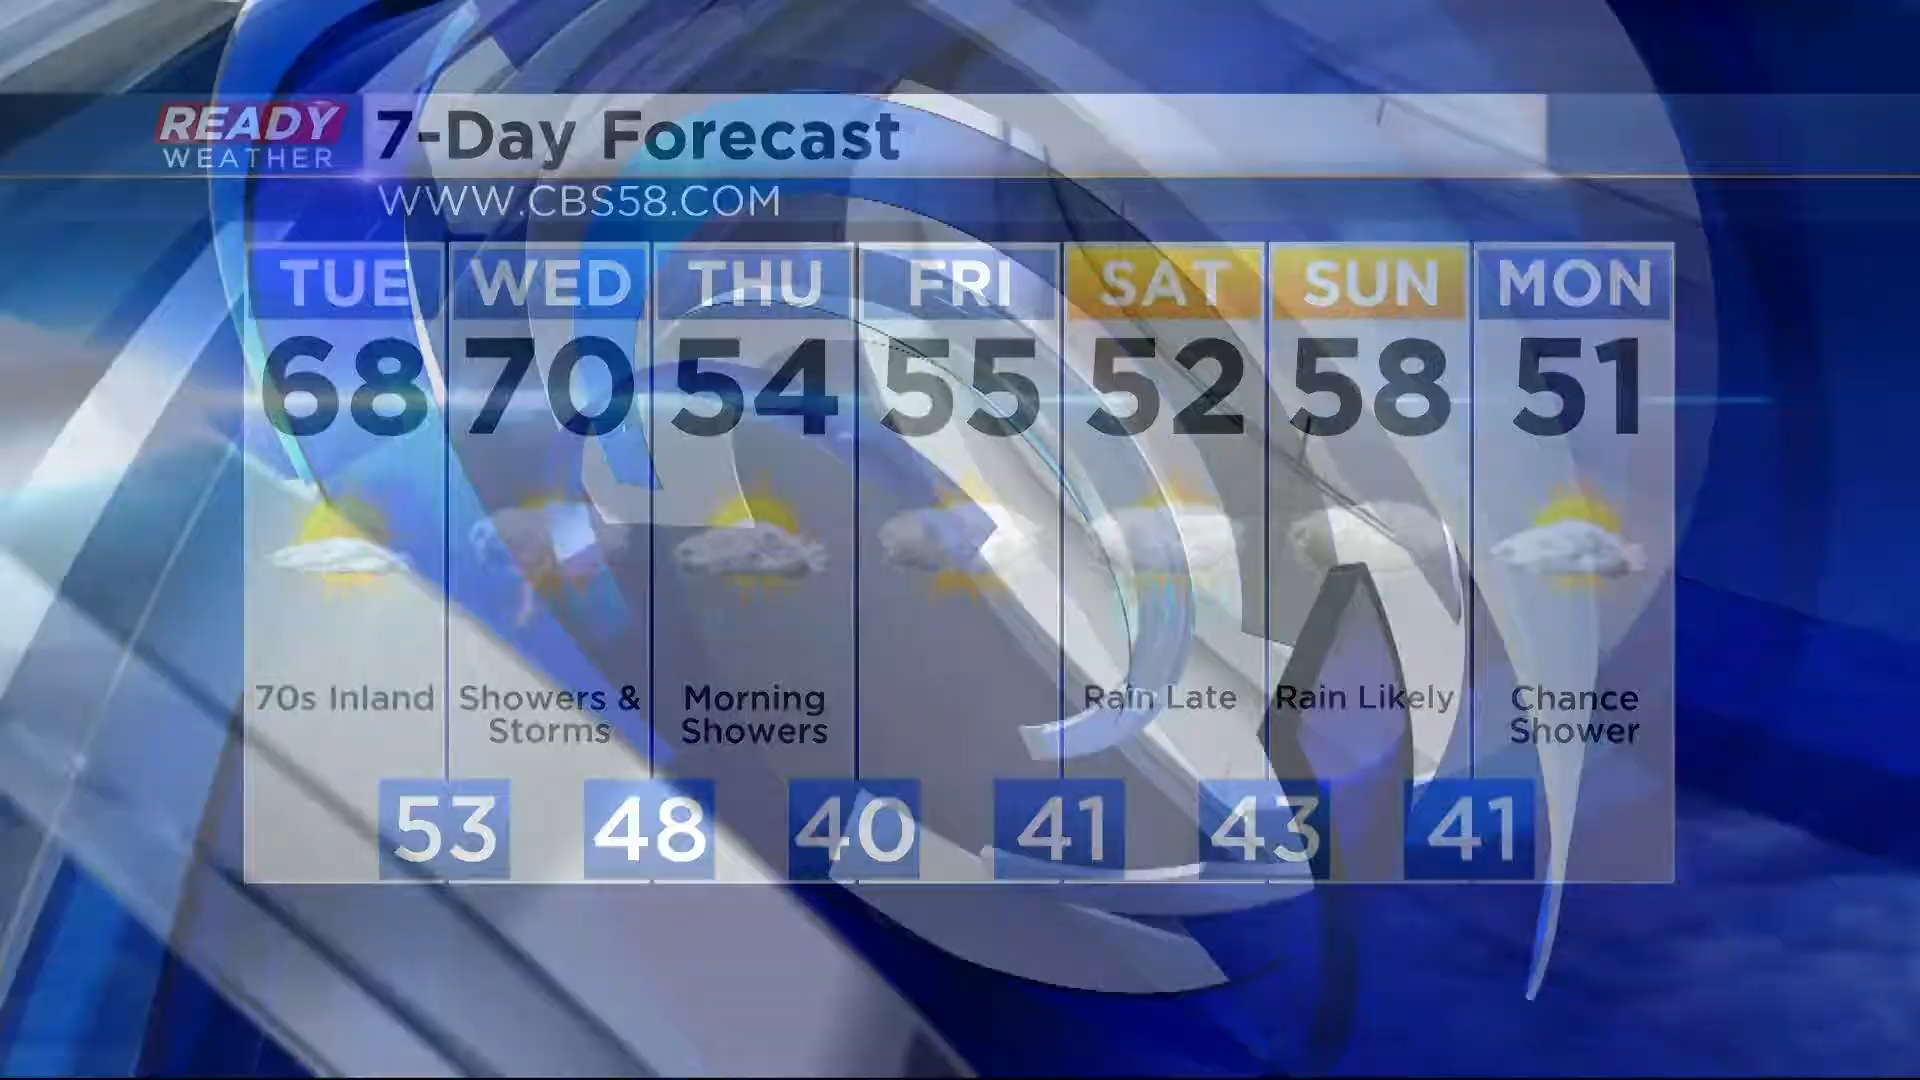 READY
WEATHER
7-Day Forecast
WWW.CBS58.COM
TUE WED THU FRI SAT SUN MON
68 70 54 55 52 58 51
70s Inland Showers & Morning Rain Late Rain Likely Chance
Storms Showers Shower
53 48 40 41 43 41